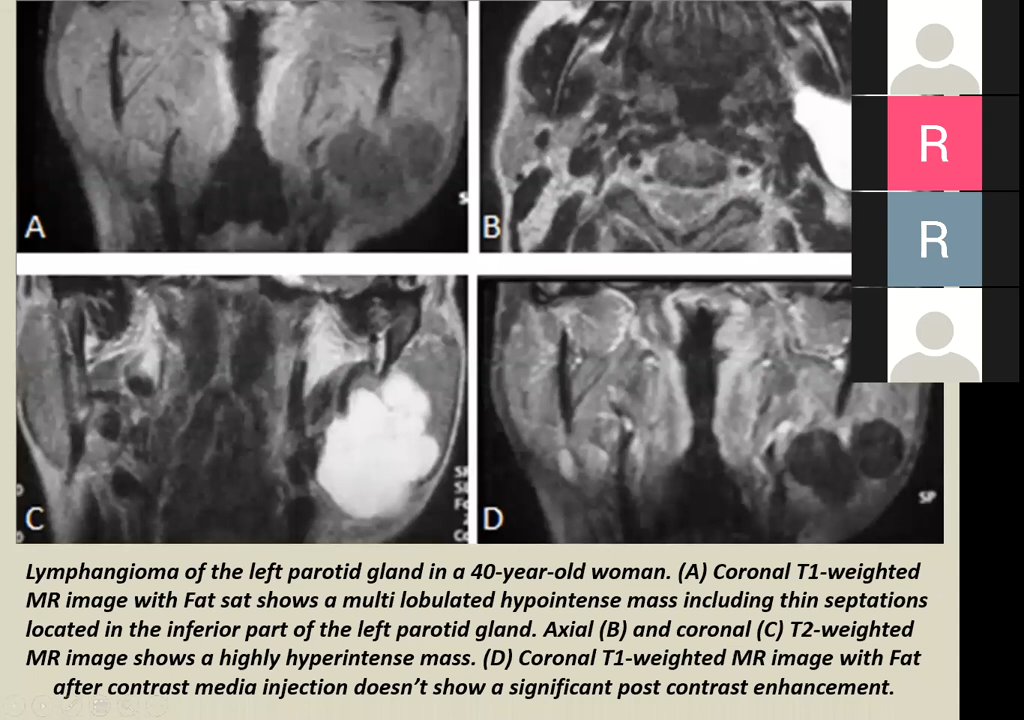 A
B
R
R
C
D
SP
Lymphangioma of the left parotid gland in a 40-year-old woman. (A) Coronal T1-weighted
MR image with Fat sat shows a multi lobulated hypointense mass including thin septations
located in the inferior part of the left parotid gland. Axial (B) and coronal (C) T2-weighted
MR image shows a highly hyperintense mass. (D) Coronal T1-weighted MR image with Fat
after contrast media injection doesn’t show a significant post contrast enhancement.